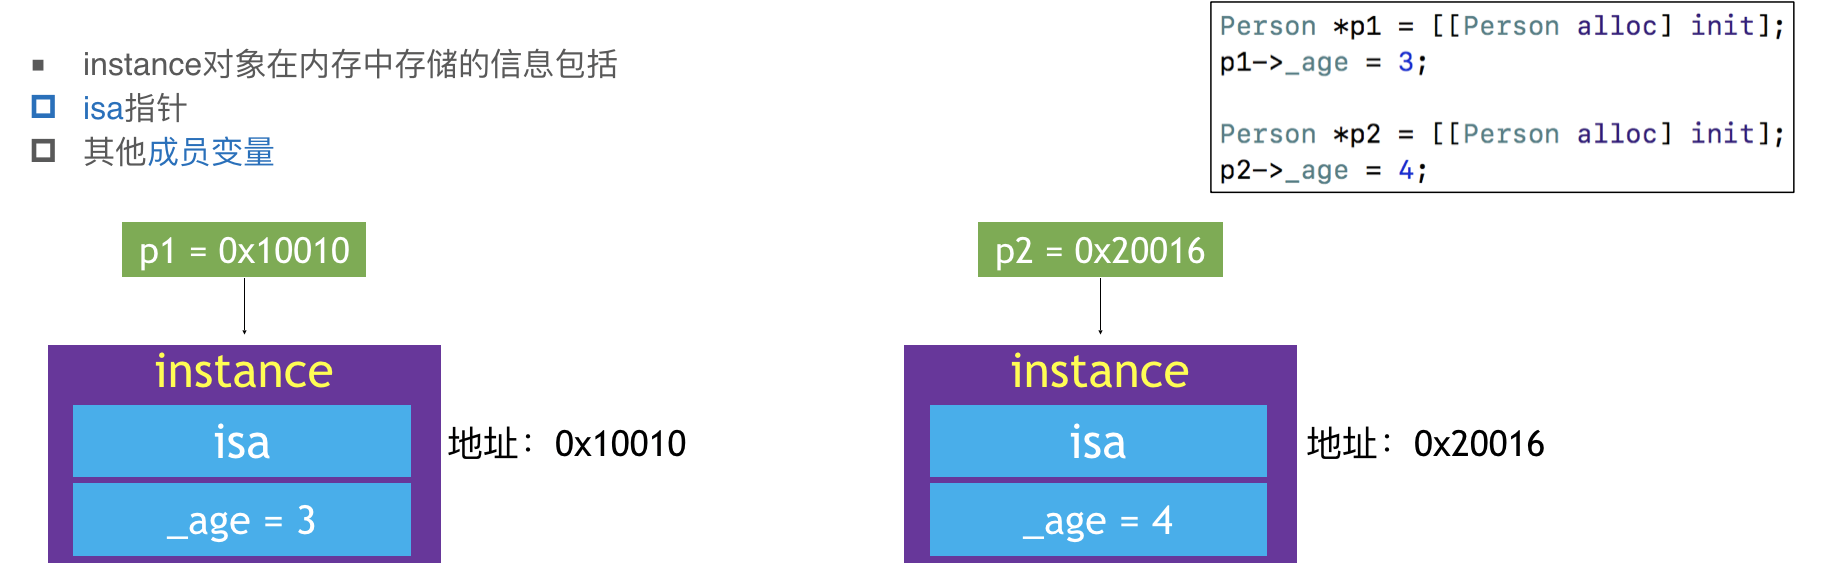 instance对象在内存中存储的信息包括
isa指针
其他成员变量
Person *p1 = [[Person alloc] init];
p1->_age = 3;
Person *p2 = [[Person alloc] init];
p2->_age = 4;
p1 = 0x10010
instance
isa
地址：0x10010
_age = 3
p2 = 0x20016
instance
isa
地址：0x20016
_age = 4